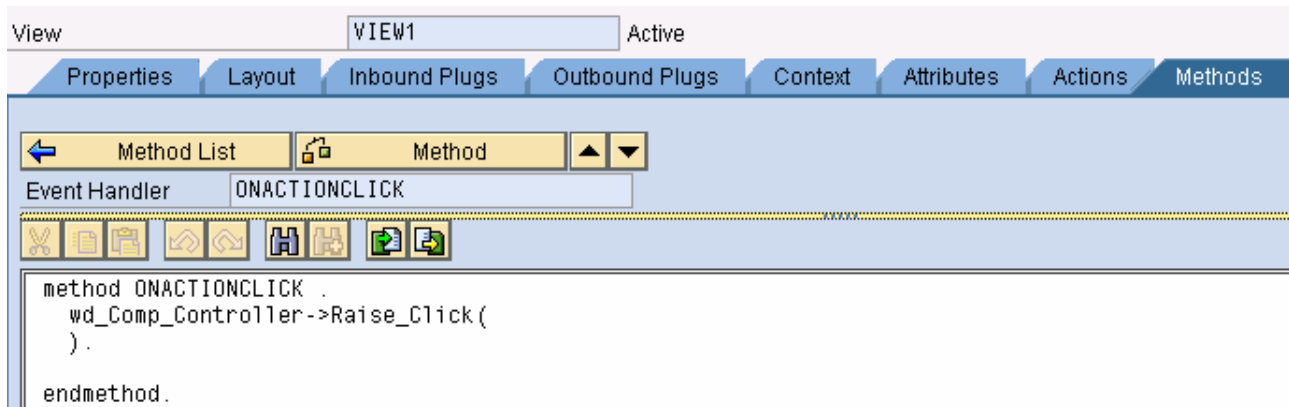 View VIEW1 Active
Properties Layout Inbound Plugs Outbound Plugs Context Attributes Actions Methods
Method List Method
Event Handler ONACTIONCLICK
method ONACTIONCLICK .
wd_Comp_Controller->Raise_Click(
).
endmethod.